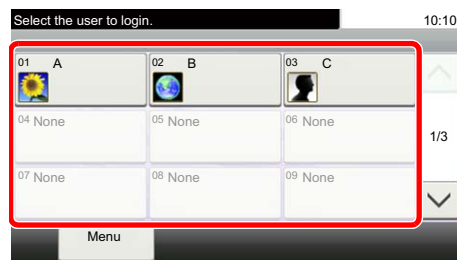 Select the user to login. 10:10
01 A 02 B 03 C
04 None 05 None 06 None
1/3
07 None 08 None 09 None
Menu